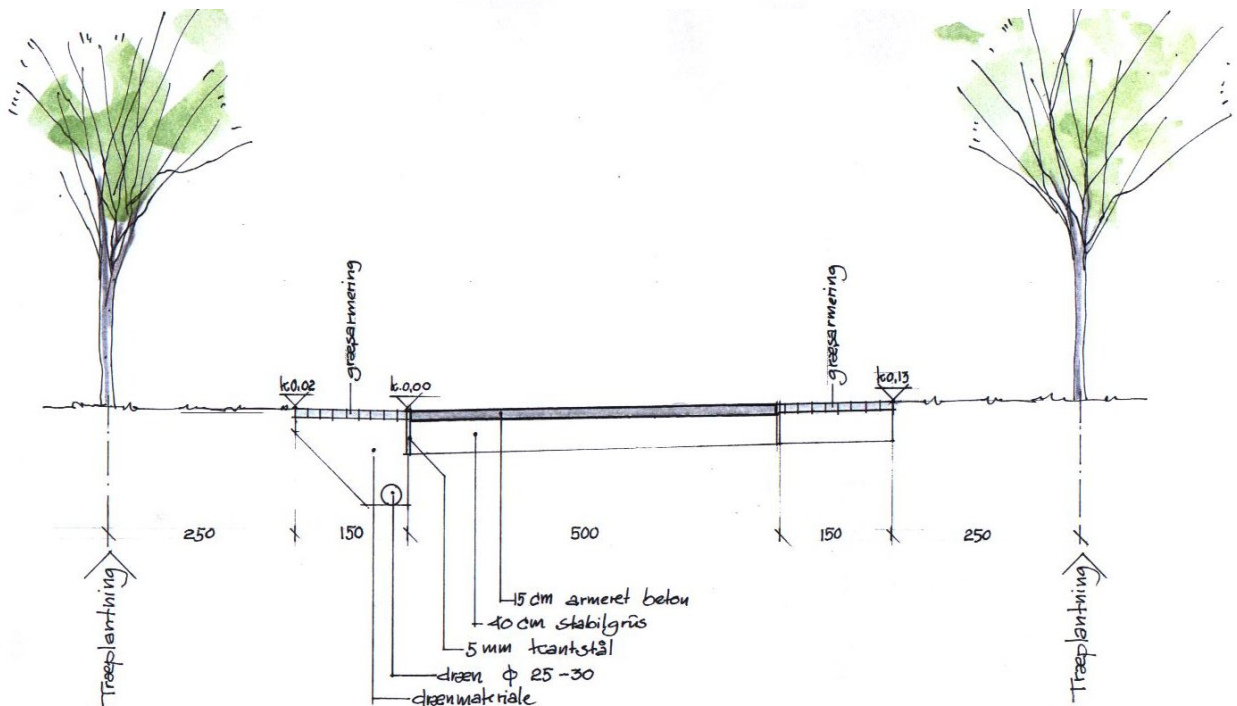 græsarmering
græsarmering
k.0,02
k.0,00
k.0,13
250
150
500
150
250
15 cm armeret beton
40 cm stabilgrus
5 mm kantstål
dræn ϕ 25-30
drænmateriale
Træplantning
Træplantning